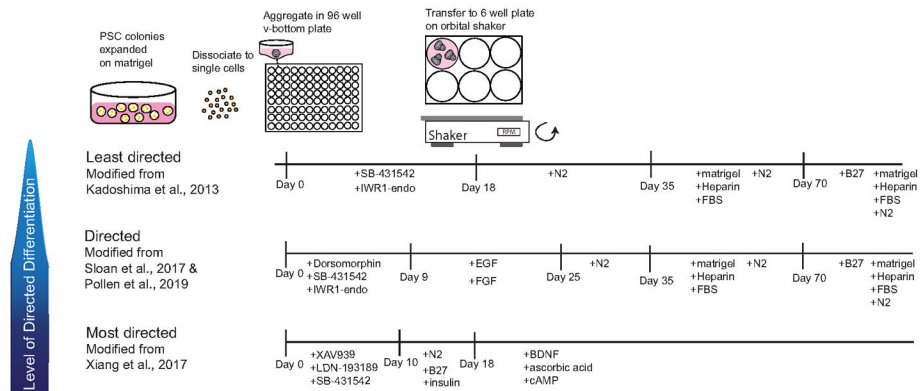 PSC colonies
expanded
on matrigel
Dissociate to
single cells
Aggregate in 96 well
v-bottom plate
Transfer to 6 well plate
on orbital shaker
Shaker
RPM
Level of Directed Differentiation
Least directed
Modified from
Kadoshima et al., 2013
Day 0
+SB-431542
+IWR1-endo
Day 18
+N2
Day 35
+matrigel
+Heparin
+FBS
+N2
Day 70
+B27
+matrigel
+Heparin
+FBS
+N2
Directed
Modified from
Sloan et al., 2017 &
Pollen et al., 2019
Day 0
+Dorsomorphin
+SB-431542
+IWR1-endo
Day 9
+EGF
+FGF
Day 25
+N2
Day 35
+matrigel
+Heparin
+FBS
+N2
Day 70
+B27
+matrigel
+Heparin
+FBS
+N2
Most directed
Modified from
Xiang et al., 2017
Day 0
+XAV939
+LDN-193189
+SB-431542
Day 10
+N2
+B27
+insulin
Day 18
+BDNF
+ascorbic acid
+cAMP